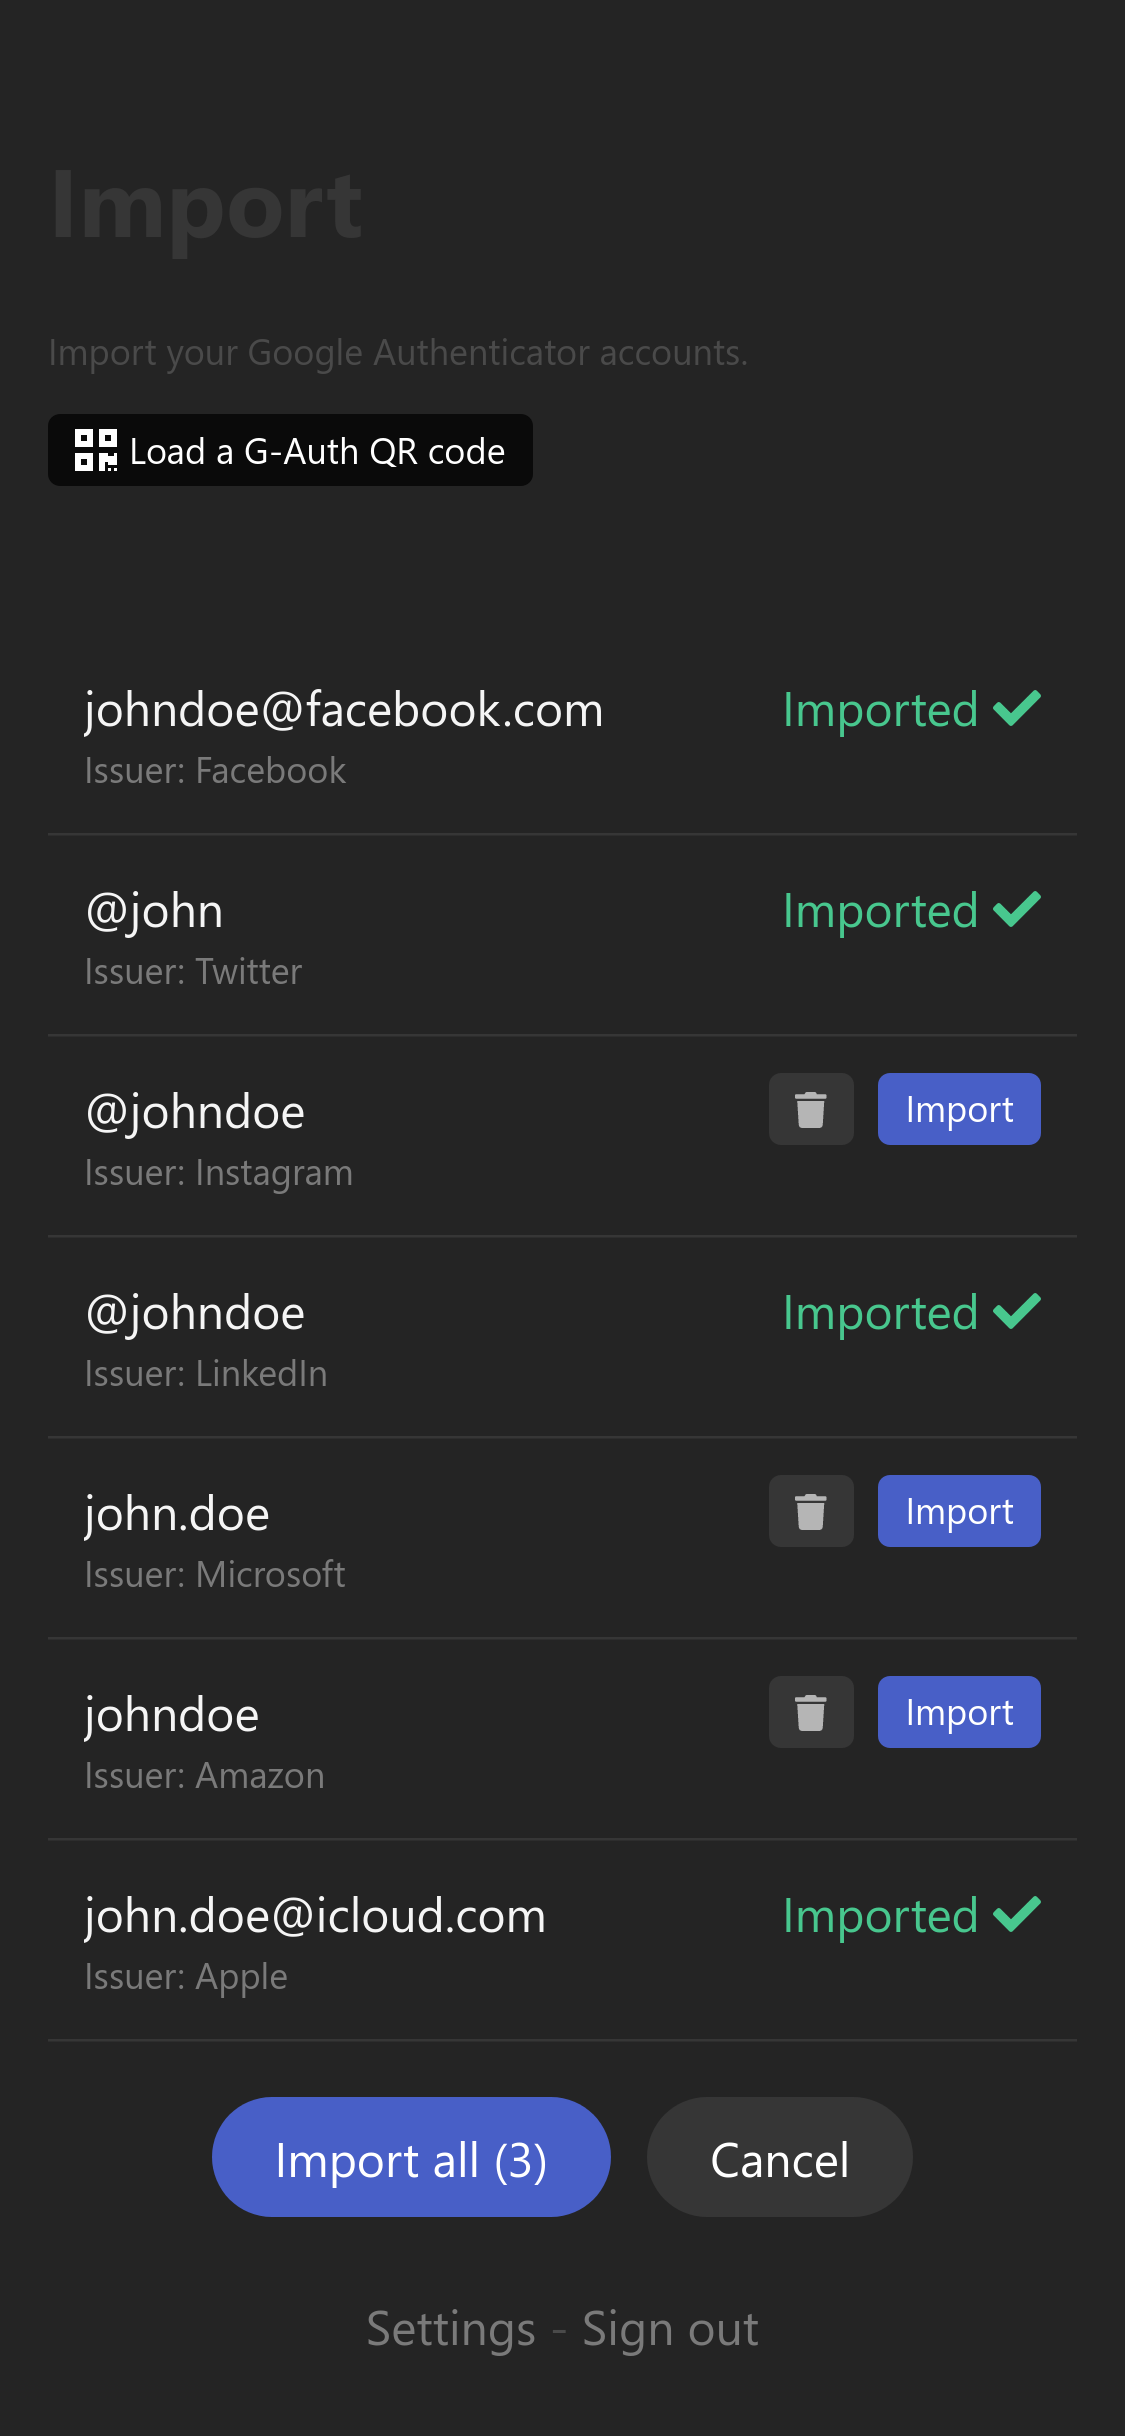 Import
Import your Google Authenticator accounts.
Load a G-Auth QR code
johndoe@facebook.com Imported
Issuer: Facebook
@john Imported
Issuer: Twitter
@johndoe Import
Issuer: Instagram
@johndoe Imported
Issuer: LinkedIn
john.doe Import
Issuer: Microsoft
johndoe Import
Issuer: Amazon
john.doe@icloud.com Imported
Issuer: Apple
Import all (3) Cancel
Settings - Sign out